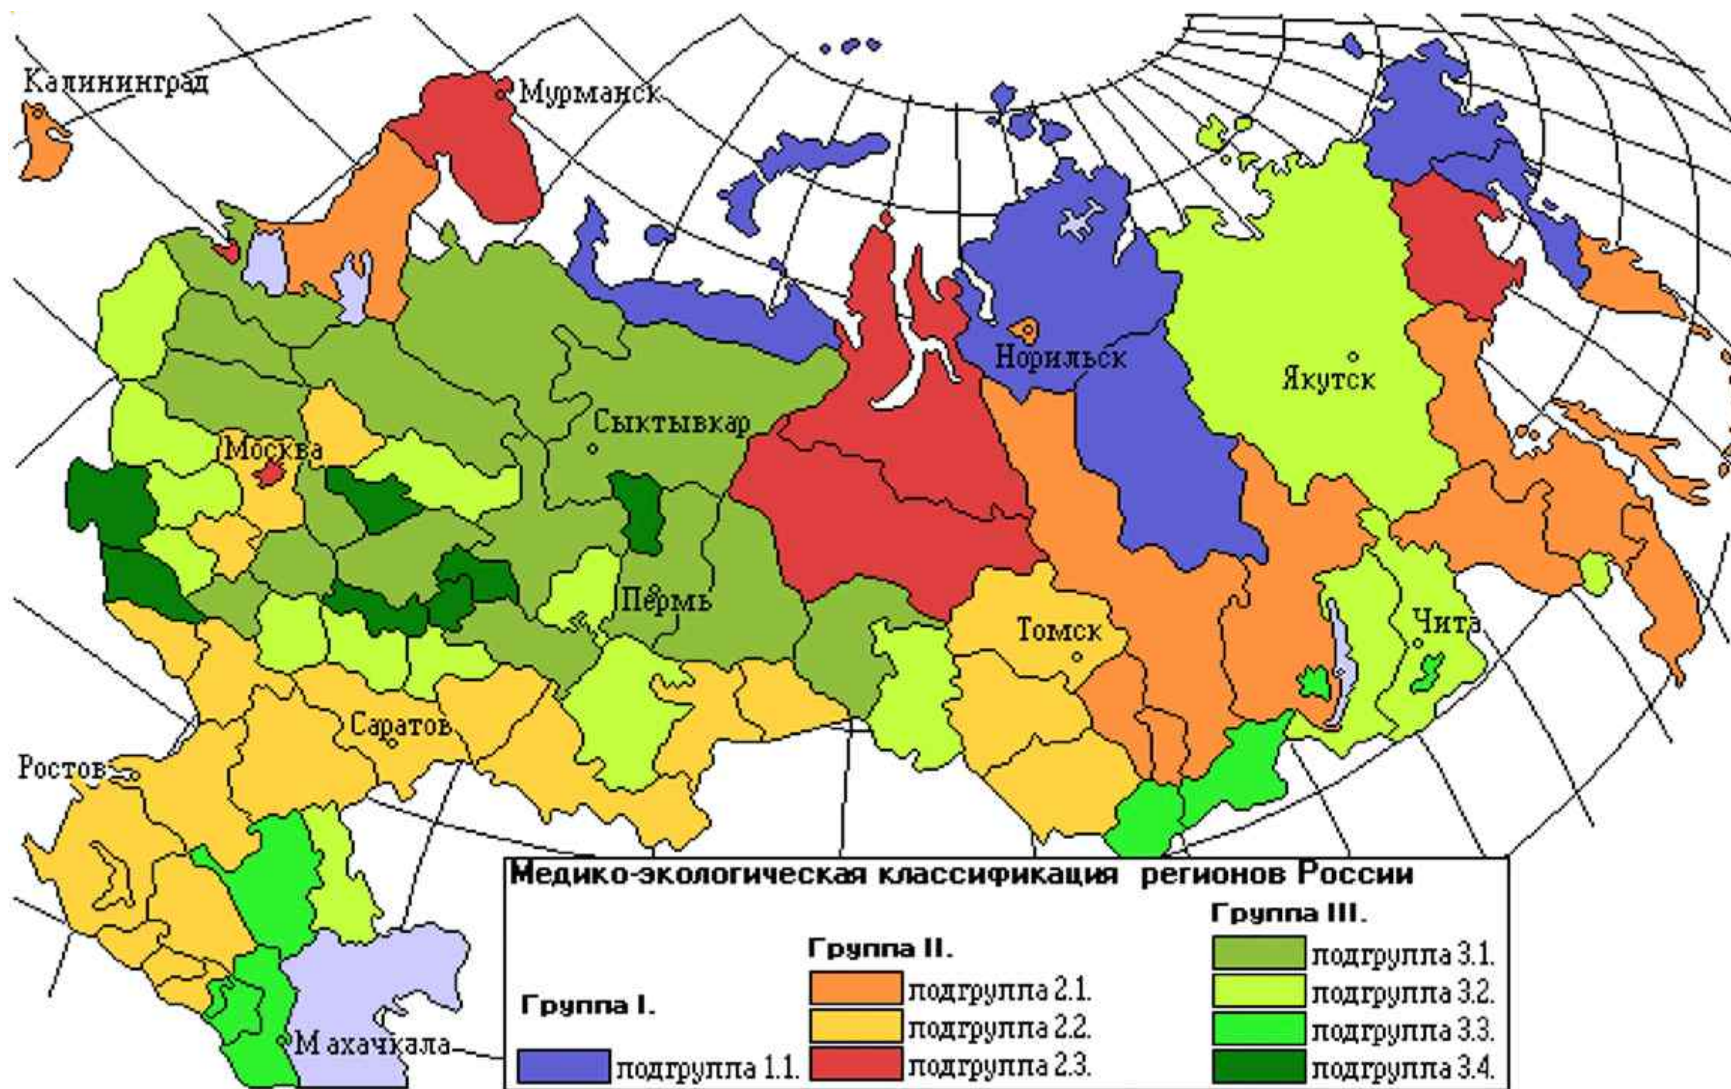 Калининград
Мурманск
Норильск
Якутск
Сыктывкар
Москва
Пермь
Томск
Чита
Саратов
Ростов
Махачкала
Медико-экологическая классификация регионов России
Группа I.
подгруппа 1.1.
Группа II.
подгруппа 2.1.
подгруппа 2.2.
подгруппа 2.3.
Группа III.
подгруппа 3.1.
подгруппа 3.2.
подгруппа 3.3.
подгруппа 3.4.